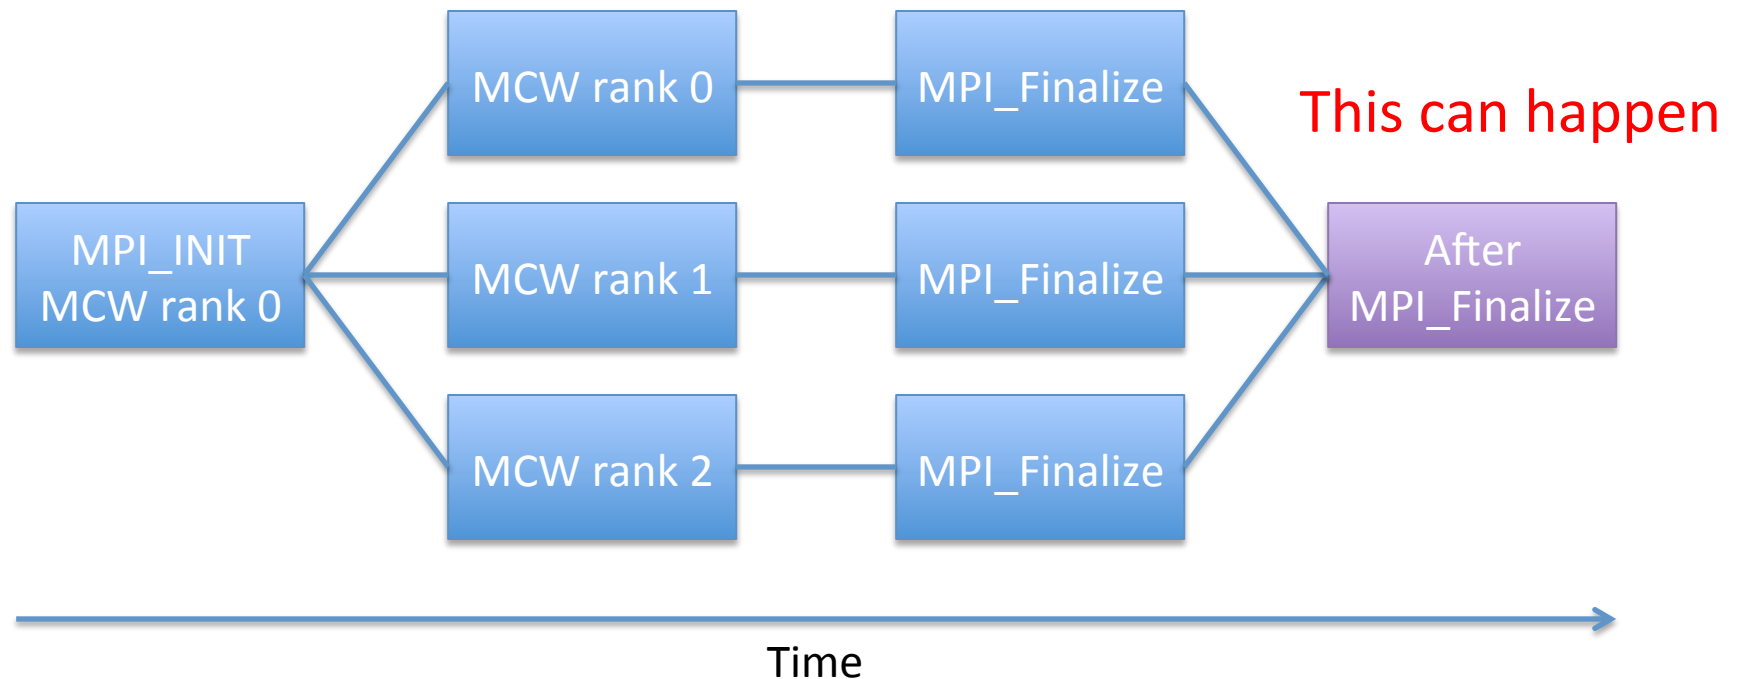 MPI_INIT
MCW rank 0
MCW rank 0
MPI_Finalize
MCW rank 1
MPI_Finalize
MCW rank 2
MPI_Finalize
This can happen
After
MPI_Finalize
Time